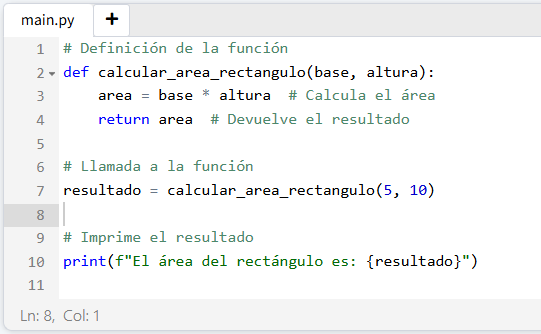 main.py +
1 # Definición de la función
2 def calcular_area_rectangulo(base, altura):
3     area = base * altura  # Calcula el área
4     return area  # Devuelve el resultado
5
6 # Llamada a la función
7 resultado = calcular_area_rectangulo(5, 10)
8
9 # Imprime el resultado
10 print(f"El área del rectángulo es: {resultado}")
11
Ln: 8, Col: 1